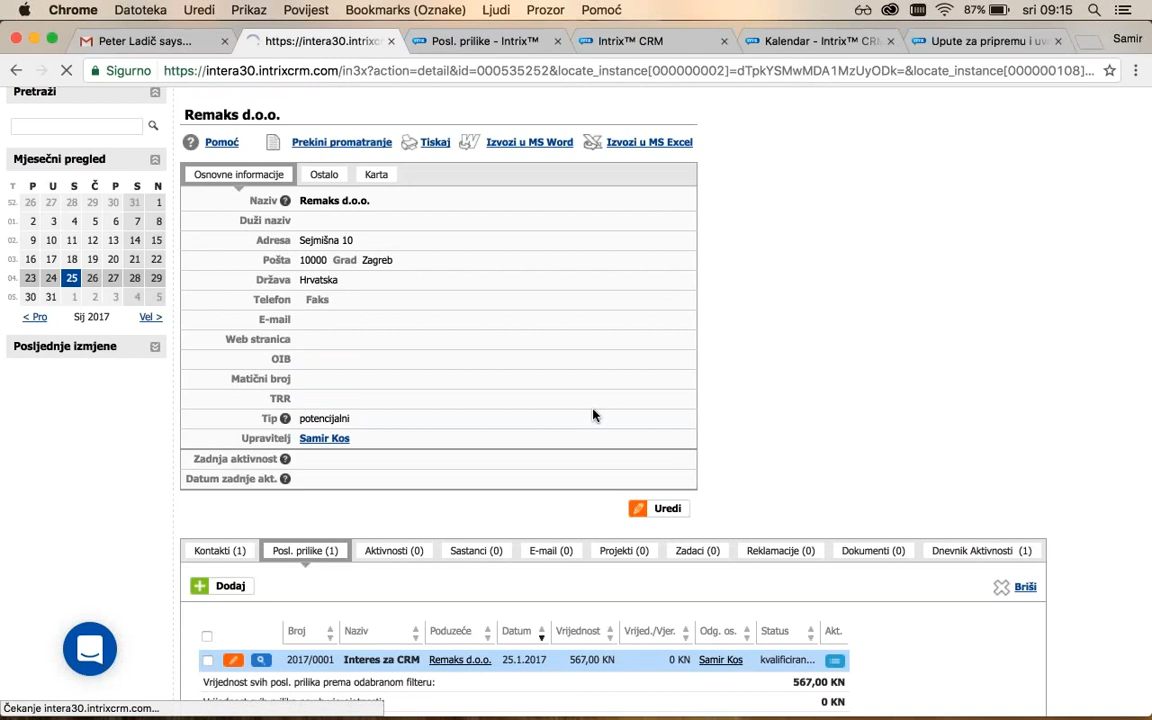 Chrome Datoteka Uredi Prikaz Povijest Bookmarks (Oznake) Ljudi Prozor Pomoć 87% sri 09:15
Peter Ladič says... https://intera30.intrixcr... Posl. prilike - Intrix™ Intrix™ CRM Kalendar - Intrix™ CRM Upute za pripremu i Samir
Sigurno https://intera30.intrixcrm.com/in3x?action=detail&id=000535252&locate_instance[000000002]=dTpkYSMwMDA1MzUyODk=&locate_instance[000000108]...
Pretraži
Mjesečni pregled
T P U S Č P S N
52. 26 27 28 29 30 31 1
01. 2 3 4 5 6 7 8
02. 9 10 11 12 13 14 15
03. 16 17 18 19 20 21 22
04. 23 24 25 26 27 28 29
05. 30 31 1 2 3 4 5
< Pro Sij 2017 Vel >
Posljednje izmjene
Remaks d.o.o.
Pomoć Prekini promatranje Tiskaj Izvozi u MS Word Izvozi u MS Excel
Osnovne informacije Ostalo Karta
Naziv Remaks d.o.o.
Duži naziv
Adresa Sejmišna 10
Pošta 10000 Grad Zagreb
Država Hrvatska
Telefon Faks
E-mail
Web stranica
OIB
Matični broj
TRR
Tip potencijalni
Upravitelj Samir Kos
Zadnja aktivnost
Datum zadnje akt.
Uredi
Kontakti (1) Posl. prilike (1) Aktivnosti (0) Sastanci (0) E-mail (0) Projekti (0) Zadaci (0) Reklamacije (0) Dokumenti (0) Dnevnik Aktivnosti (1)
Dodaj Briši
Broj Naziv Poduzeće Datum Vrijednost Vrijed./Vjer. Odg. os. Status Akt.
2017/0001 Interes za CRM Remaks d.o.o. 25.1.2017 567,00 KN 0 KN Samir Kos kvalificiran...
Vrijednost svih posl. prilika prema odabranom filteru: 567,00 KN
0 KN
Čekanje intera30.intrixcrm.com...